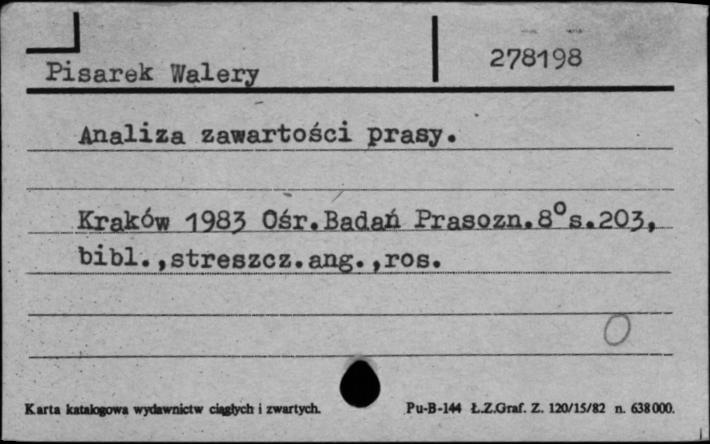 Pisarek Walery 278198
Analiza zawartości prasy.
Kraków 1983 Ośr.Badań Prasozn.8°s.203,
bibl.,streszcz.ang.,ros.
O
Karta katalogowa wydawnictw ciągłych i zwartych. Pu-B-144 Ł.Z.Graf. Z. 120/15/82 n. 638000.